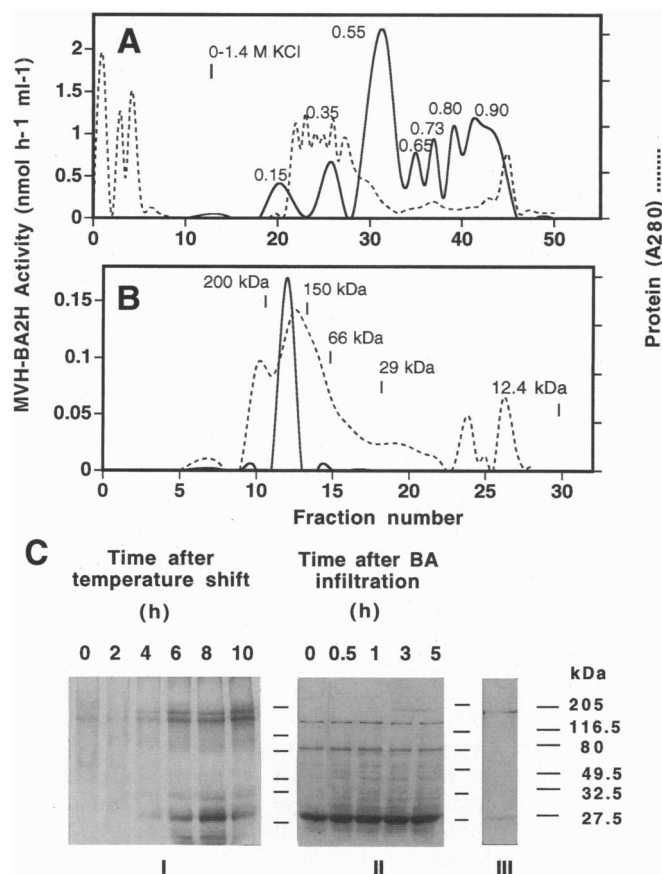 A
0-1.4 M KCl
0.55
0.80
0.90
0.35
0.73
0.65
0.15
2
1.5
1
0.5
0
0 10 20 30 40 50
MVH-BA2H Activity (nmol h-1 ml-1)
Protein (A280) ........
B
200 kDa
150 kDa
66 kDa
29 kDa
12.4 kDa
0.15
0.1
0.05
0
0 5 10 15 20 25 30
Fraction number
C
Time after
temperature shift
(h)
0 2 4 6 8 10
Time after BA
infiltration
(h)
0 0.5 1 3 5
kDa
205
116.5
80
49.5
32.5
27.5
I
II
III